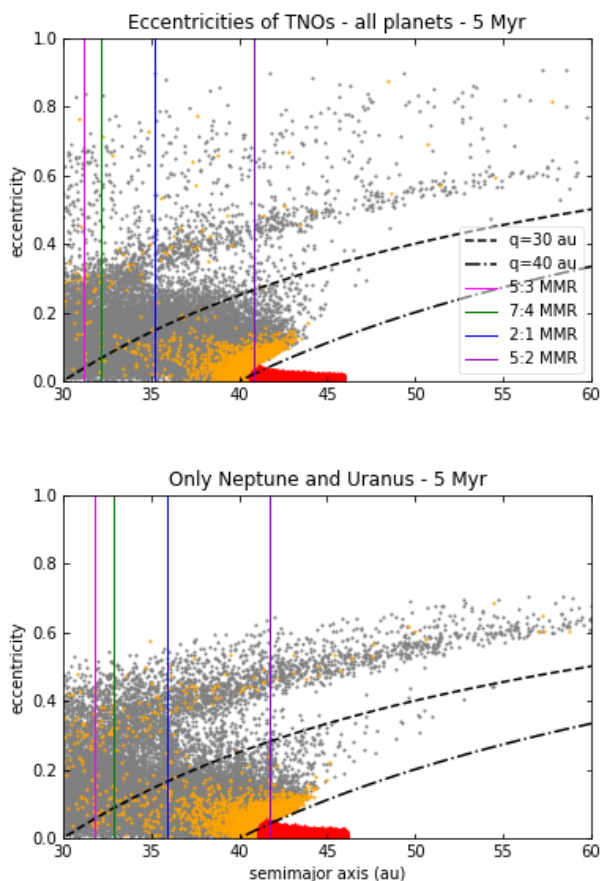 Eccentricities of TNOs - all planets - 5 Myr
1.0
0.8
0.6
0.4
0.2
0.0
eccentricity
30 35 40 45 50 55 60
q=30 au
q=40 au
5:3 MMR
7:4 MMR
2:1 MMR
5:2 MMR
Only Neptune and Uranus - 5 Myr
1.0
0.8
0.6
0.4
0.2
0.0
eccentricity
30 35 40 45 50 55 60
semimajor axis (au)